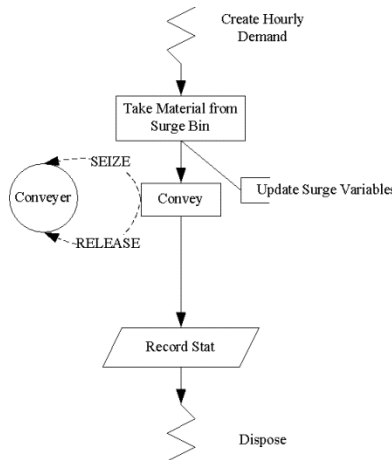 Create Hourly
Demand
Take Material from
Surge Bin
SEIZE
Update Surge Variables
Conveyer
Convey
RELEASE
Record Stat
Dispose